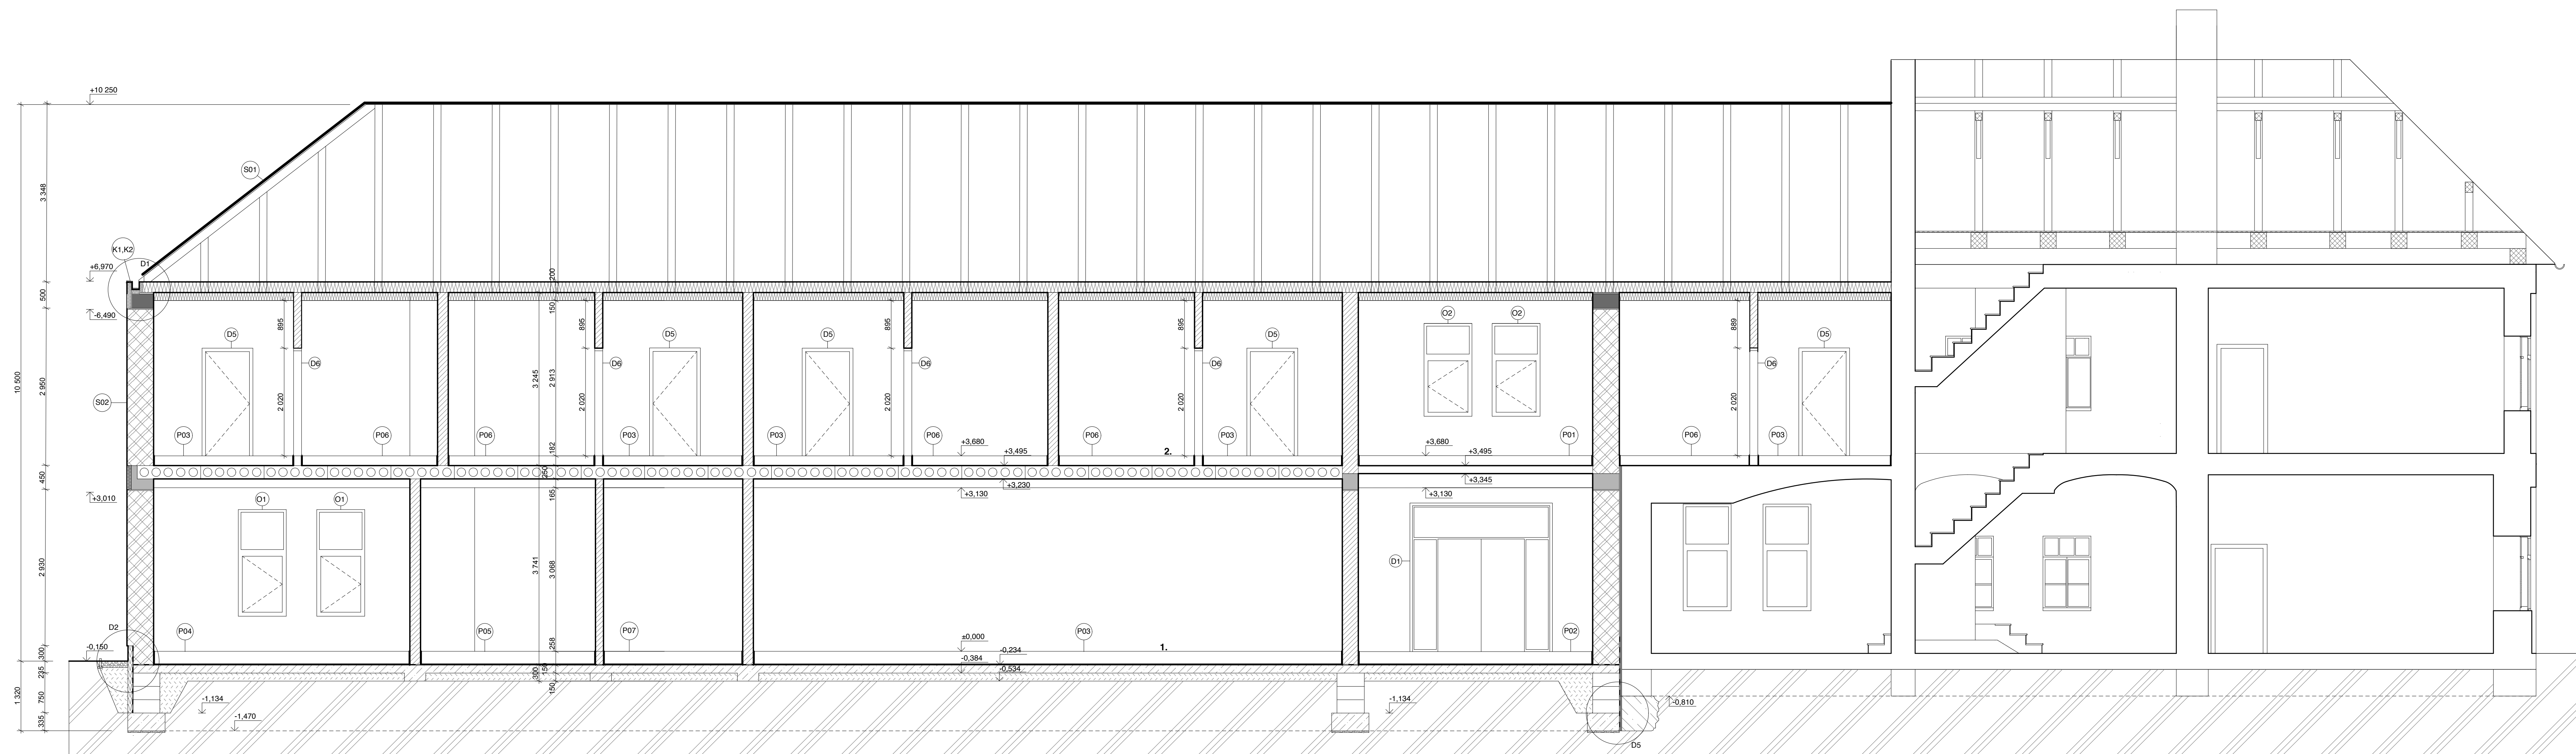 +10 250
S01
3 348
K1,K2
D1
+6,970
200
500
150
-6,490
O2
O2
895
895
895
895
889
D5
D5
D5
D5
D5
D6
D6
D6
D6
D6
10 500
2 950
3 245
2 913
S02
2 020
2 020
2 020
2 020
2 020
P03
P06
P06
P03
P03
P06
P06
P03
P01
P06
P03
182
+3,680
+3,495
2.
+3,680
+3,495
450
250
+3,230
+3,345
+3,010
165
+3,130
+3,130
O1
O1
2 930
3 741
3 068
D1
D2
P04
P05
P07
P03
P02
±0,000
1.
258
-0,150
300
-0,234
-0,384
235
300
150
-0,534
150
750
1 320
-1,134
-1,134
-0,810
335
-1,470
D5